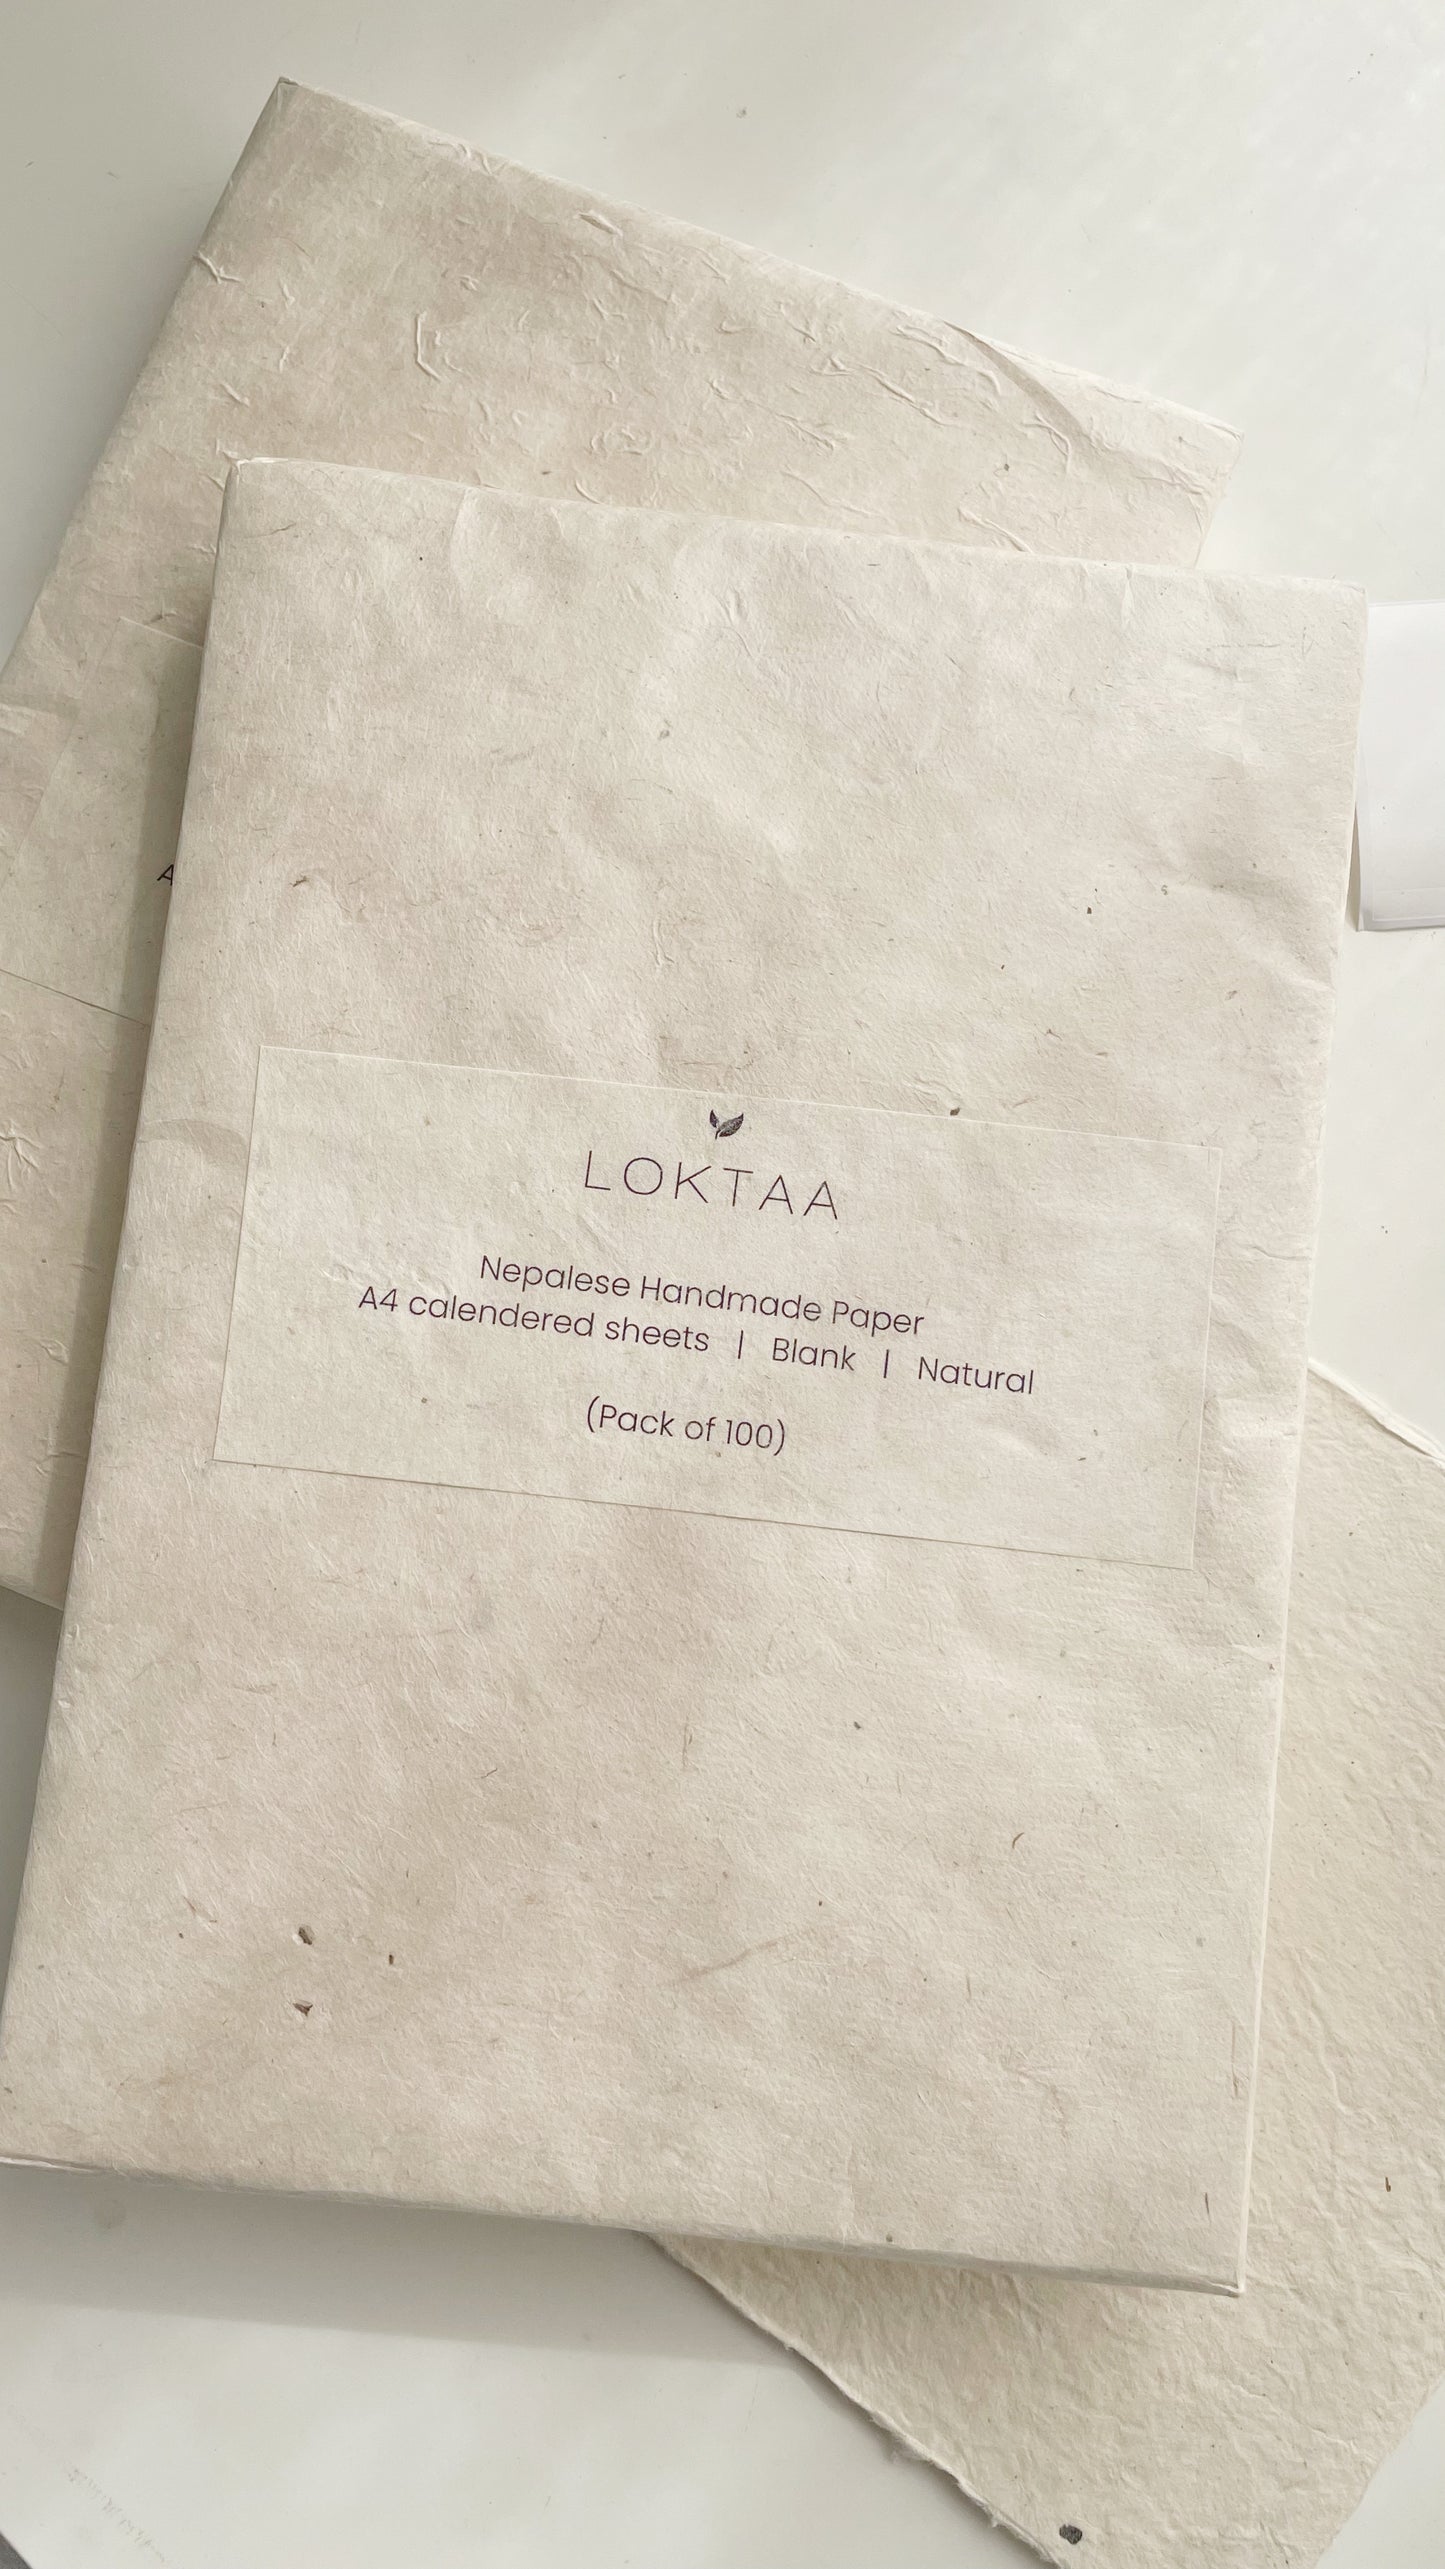 LOKTAA
Nepalese Handmade Paper
A4 calendered sheets | Blank | Natural
(Pack of 100)
A